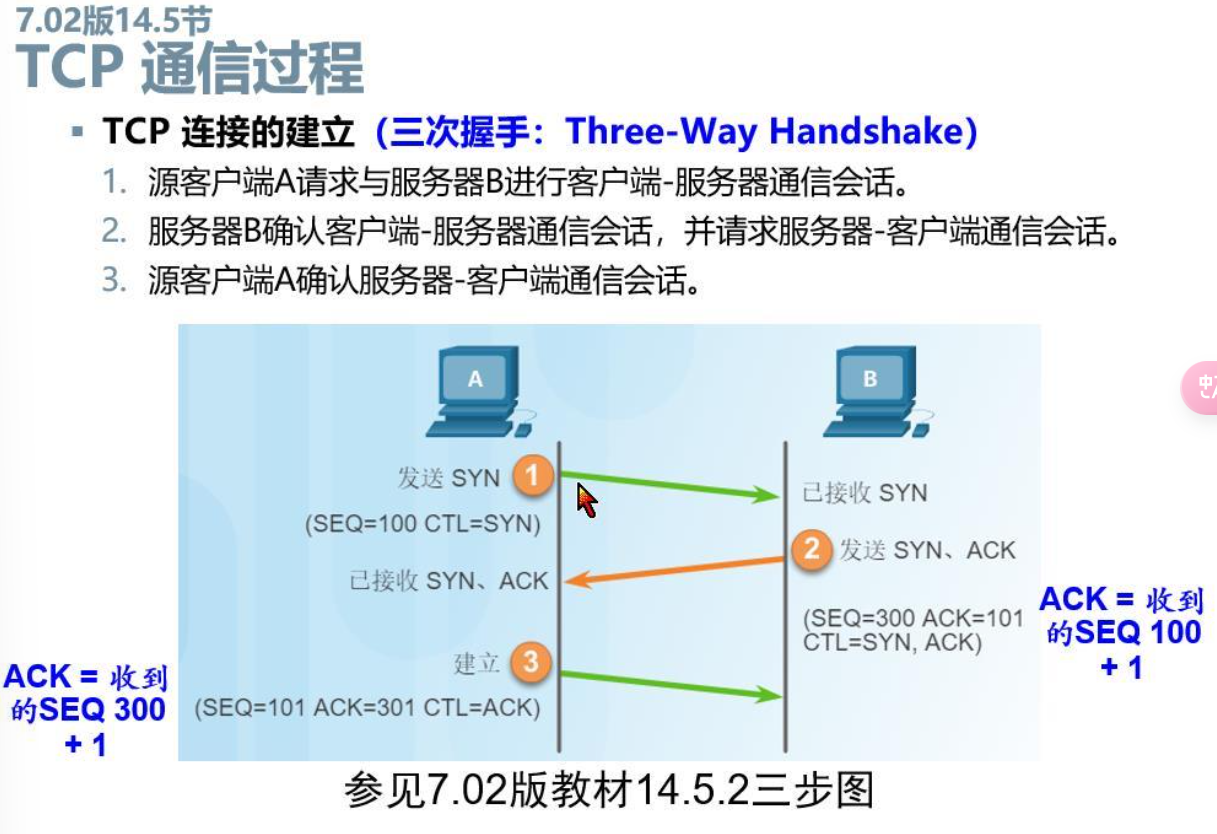 7.02版14.5节
TCP 通信过程
▪ TCP 连接的建立（三次握手：Three-Way Handshake）
1. 源客户端A请求与服务器B进行客户端-服务器通信会话。
2. 服务器B确认客户端-服务器通信会话，并请求服务器-客户端通信会话。
3. 源客户端A确认服务器-客户端通信会话。
A
B
发送 SYN
1
已接收 SYN
(SEQ=100 CTL=SYN)
2
发送 SYN、ACK
已接收 SYN、ACK
(SEQ=300 ACK=101
CTL=SYN, ACK)
ACK = 收到
的SEQ 100
+ 1
建立
3
ACK = 收到
的SEQ 300
+ 1
(SEQ=101 ACK=301 CTL=ACK)
参见7.02版教材14.5.2三步图